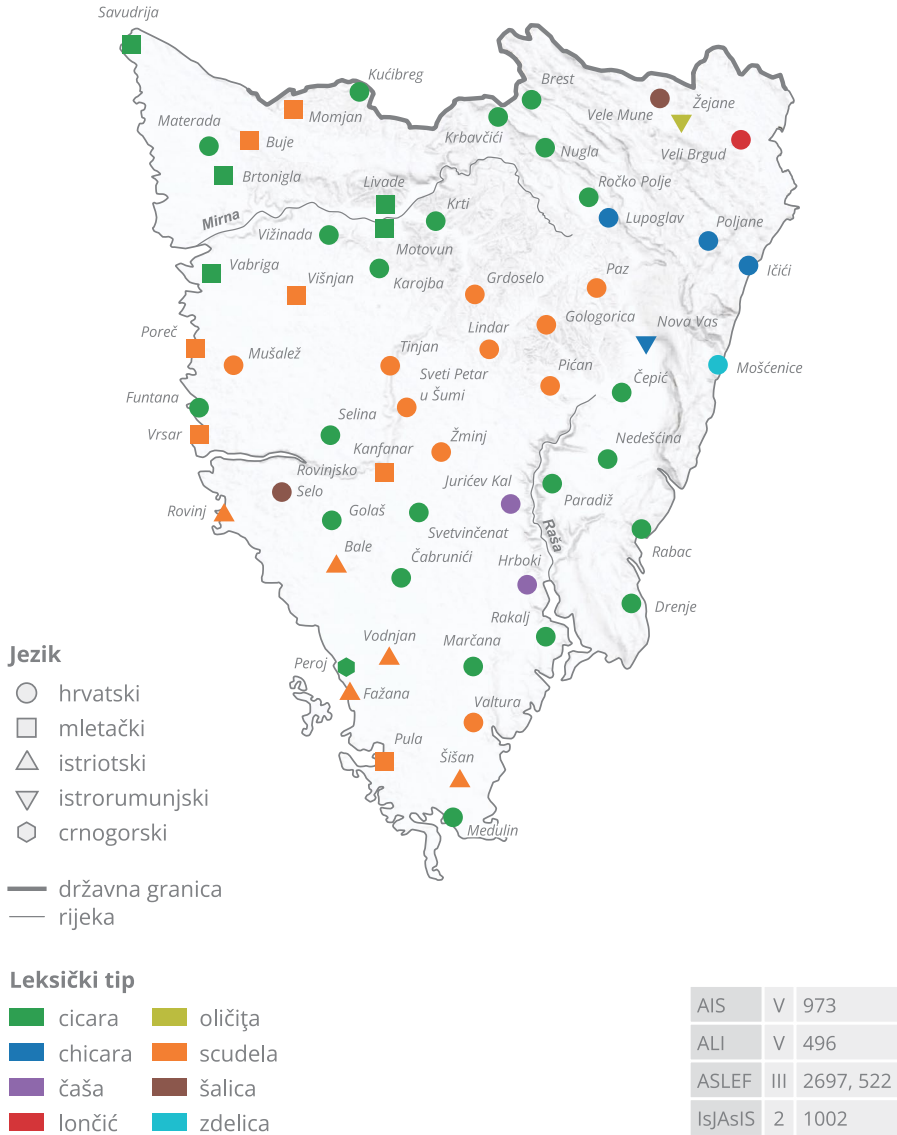 Savudrija
Kućibreg
Brest
Vele Mune
Žejane
Momjan
Materada
Buje
Krbavčići
Nugla
Veli Brgud
Brtonigla
Livade
Ročko Polje
Mirna
Krti
Lupoglav
Poljane
Vižinada
Motovun
Vabriga
Višnjan
Karojba
Grdoselo
Paz
Ičići
Gologorica
Nova Vas
Poreč
Lindar
Mušalež
Tinjan
Pićan
Mošćenice
Sveti Petar
u Šumi
Čepić
Funtana
Selina
Vrsar
Žminj
Nedešćina
Kanfanar
Rovinjsko
Selo
Jurićev Kal
Paradiž
Rovinj
Golaš
Svetvinčenat
Raša
Rabac
Bale
Čabrunići
Hrboki
Rakalj
Drenje
Vodnjan
Marčana
Peroj
Fažana
Valtura
Pula
Šišan
Medulin
Jezik
hrvatski
mletački
istriotski
istrorumunjski
crnogorski
državna granica
rijeka
Leksički tip
cicara
oličița
chicara
scudela
čaša
šalica
lončić
zdelica
AIS V 973
ALI V 496
ASLEF III 2697, 522
IsJAsIS 2 1002